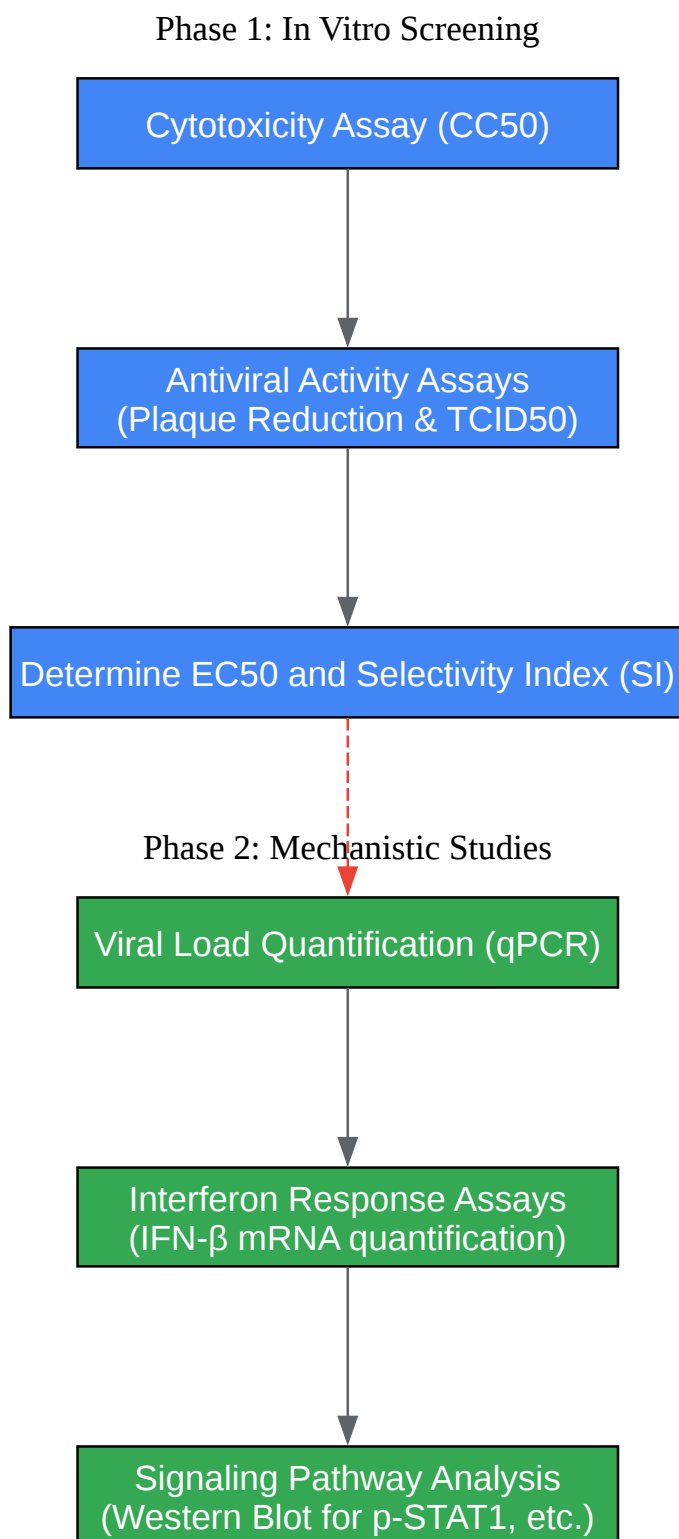 Phase 1: In Vitro Screening
Cytotoxicity Assay (CC50)
Antiviral Activity Assays
(Plaque Reduction & TCID50)
Determine EC50 and Selectivity Index (SI)
Phase 2: Mechanistic Studies
Viral Load Quantification (qPCR)
Interferon Response Assays
(IFN-β mRNA quantification)
Signaling Pathway Analysis
(Western Blot for p-STAT1, etc.)